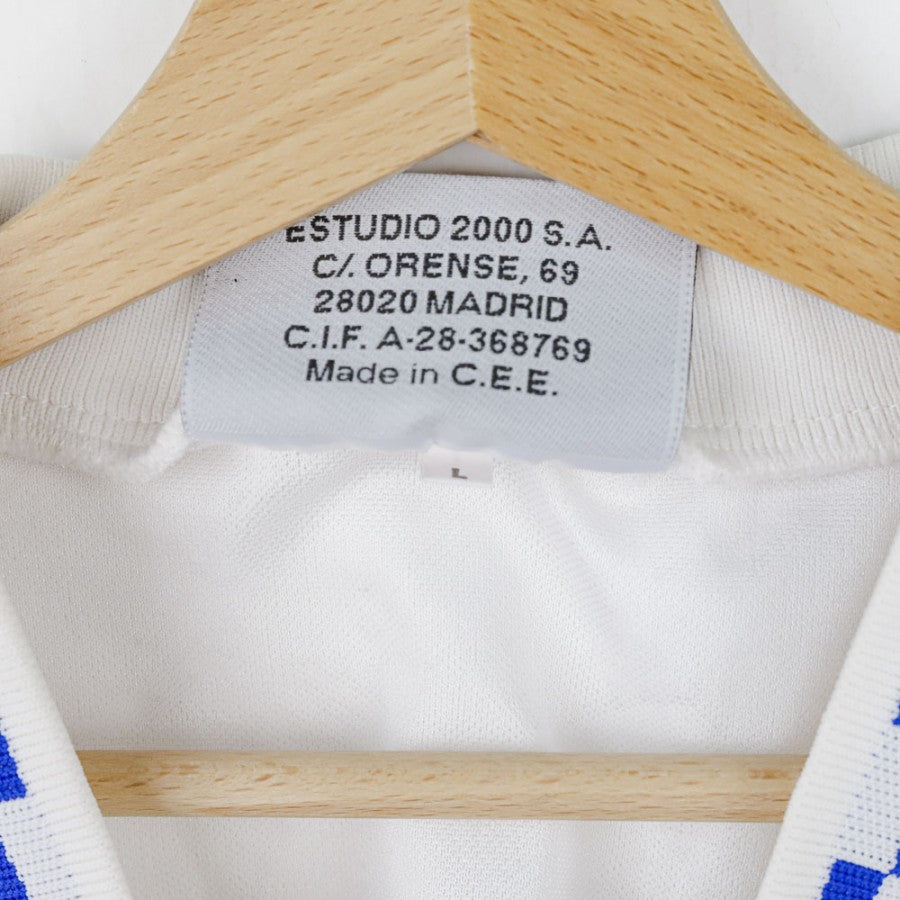 ESTUDIO 2000 S.A.
C/. ORENSE, 69
28020 MADRID
C.I.F. A-28-368769
Made in C.E.E.
L